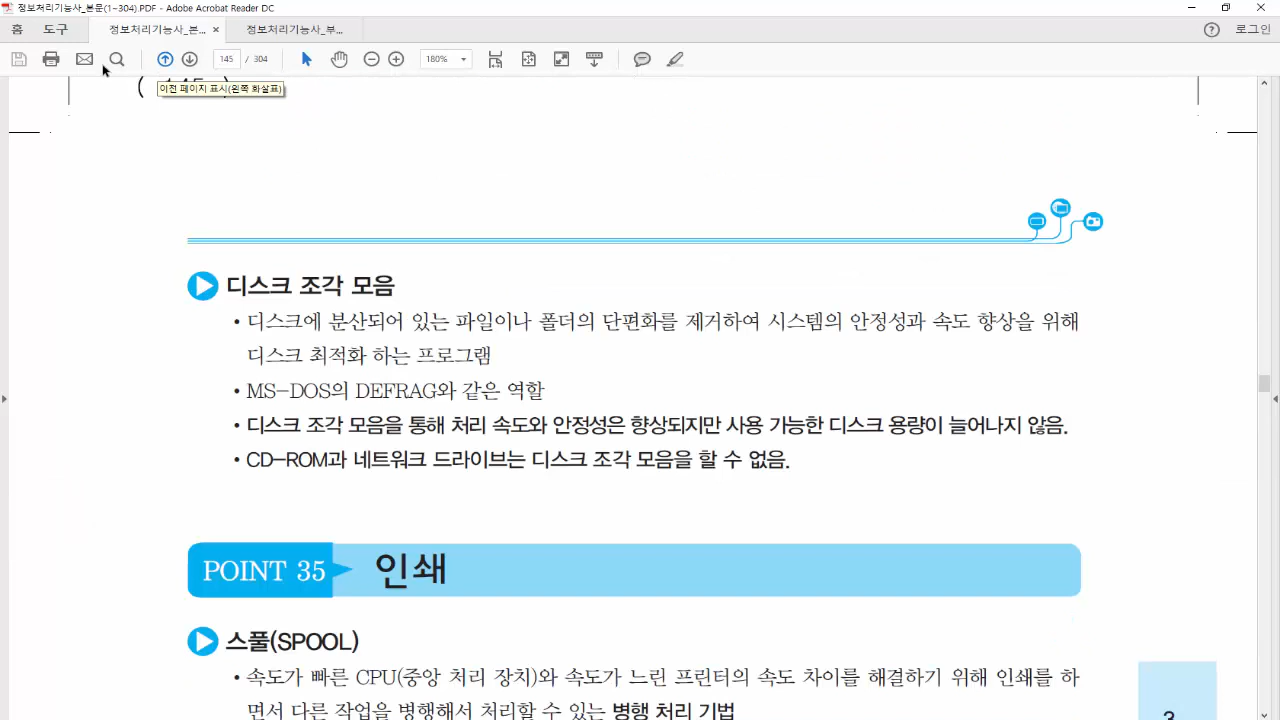 정보처리기능사_본문(1~304).PDF - Adobe Acrobat Reader DC
홈 도구 정보처리기능사_본... × 정보처리기능사_부... 로그인
145 / 304 180%
이전 페이지 표시(왼쪽 화살표)
디스크 조각 모음
• 디스크에 분산되어 있는 파일이나 폴더의 단편화를 제거하여 시스템의 안정성과 속도 향상을 위해
디스크 최적화 하는 프로그램
• MS-DOS의 DEFRAG와 같은 역할
• 디스크 조각 모음을 통해 처리 속도와 안정성은 향상되지만 사용 가능한 디스크 용량이 늘어나지 않음.
• CD-ROM과 네트워크 드라이브는 디스크 조각 모음을 할 수 없음.
POINT 35 인쇄
스풀(SPOOL)
• 속도가 빠른 CPU(중앙 처리 장치)와 속도가 느린 프린터의 속도 차이를 해결하기 위해 인쇄를 하
면서 다른 작업을 병행해서 처리할 수 있는 병행 처리 기법
3